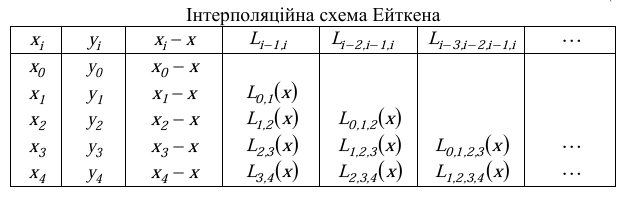 Інтерполяційна схема Ейткена
x_i y_i x_i – x L_{i–1,i} L_{i–2,i–1,i} L_{i–3,i–2,i–1,i} …
x_0 y_0 x_0 – x
x_1 y_1 x_1 – x L_{0,1}(x)
x_2 y_2 x_2 – x L_{1,2}(x) L_{0,1,2}(x)
x_3 y_3 x_3 – x L_{2,3}(x) L_{1,2,3}(x) L_{0,1,2,3}(x) …
x_4 y_4 x_4 – x L_{3,4}(x) L_{2,3,4}(x) L_{1,2,3,4}(x) …